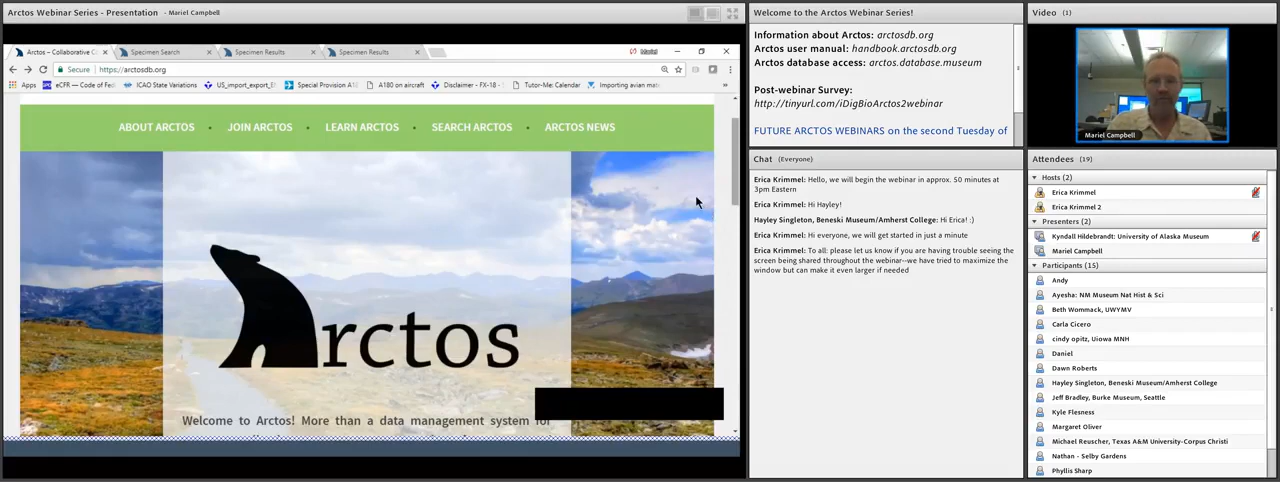 Arctos Webinar Series - Presentation - Mariel Campbell
Arctos – Collaborative C
Specimen Search
Specimen Results
Specimen Results
Mariel
Secure
https://arctosdb.org
Apps
eCFR — Code of Fed
ICAO State Variations
US_import_export_
Special Provision A1
A180 on aircraft
Disclaimer - FX-18 -
Tutor-Me: Calendar
Importing avian mate
ABOUT ARCTOS • JOIN ARCTOS • LEARN ARCTOS • SEARCH ARCTOS • ARCTOS NEWS
Arctos
Welcome to Arctos! More than a data management system for
Welcome to the Arctos Webinar Series!
Information about Arctos: arctosdb.org
Arctos user manual: handbook.arctosdb.org
Arctos database access: arctos.database.museum
Post-webinar Survey:
http://tinyurl.com/iDigBioArctos2webinar
FUTURE ARCTOS WEBINARS on the second Tuesday of
Chat (Everyone)
Erica Krimmel: Hello, we will begin the webinar in approx. 50 minutes at
3pm Eastern
Erica Krimmel: Hi Hayley!
Hayley Singleton, Beneski Museum/Amherst College: Hi Erica! :)
Erica Krimmel: Hi everyone, we will get started in just a minute
Erica Krimmel: To all: please let us know if you are having trouble seeing the
screen being shared throughout the webinar--we have tried to maximize the
window but can make it even larger if needed
Video (1)
Mariel Campbell
Attendees (19)
Hosts (2)
Erica Krimmel
Erica Krimmel 2
Presenters (2)
Kyndall Hildebrandt: University of Alaska Museum
Mariel Campbell
Participants (15)
Andy
Ayesha: NM Museum Nat Hist & Sci
Beth Wommack, UWYMV
Carla Cicero
cindy opitz, Uiowa MNH
Daniel
Dawn Roberts
Hayley Singleton, Beneski Museum/Amherst College
Jeff Bradley, Burke Museum, Seattle
Kyle Flesness
Margaret Oliver
Michael Reuscher, Texas A&M University-Corpus Christi
Nathan - Selby Gardens
Phyllis Sharp